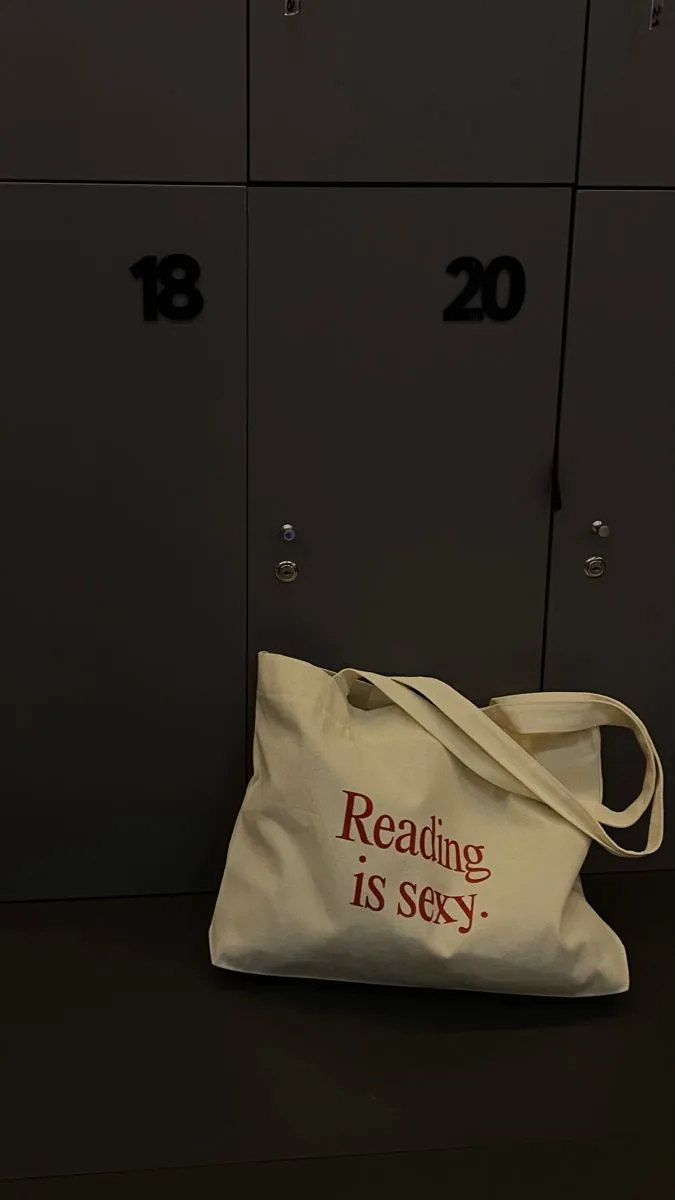 18
20
Reading
is sexy.